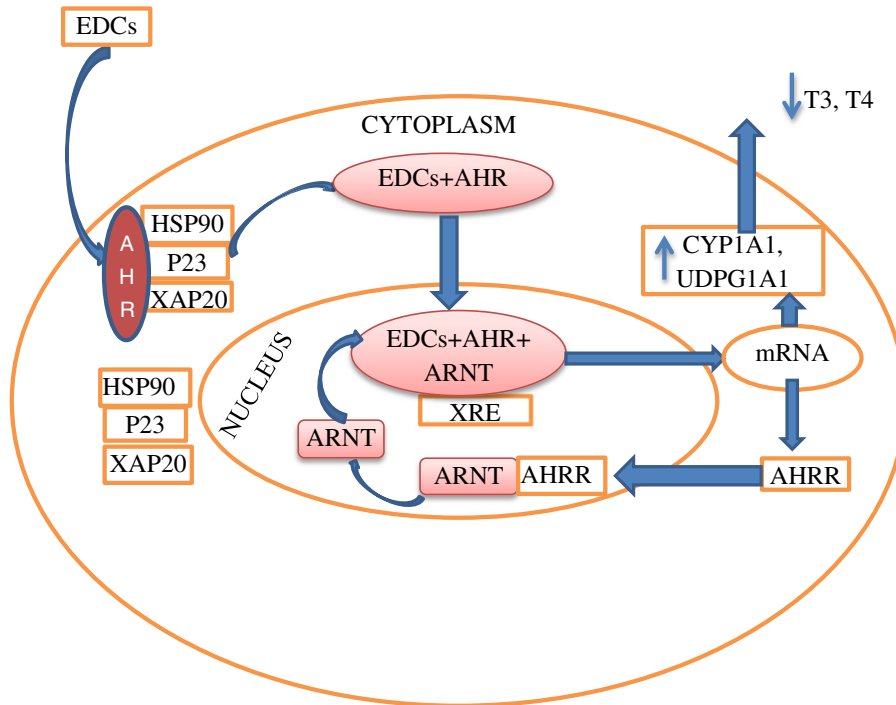 EDCs
T3, T4
CYTOPLASM
EDCs+AHR
A
H
R
HSP90
P23
XAP20
CYP1A1,
UDPG1A1
NUCLEUS
EDCs+AHR+
ARNT
XRE
mRNA
HSP90
P23
XAP20
ARNT
ARNT
AHRR
AHRR